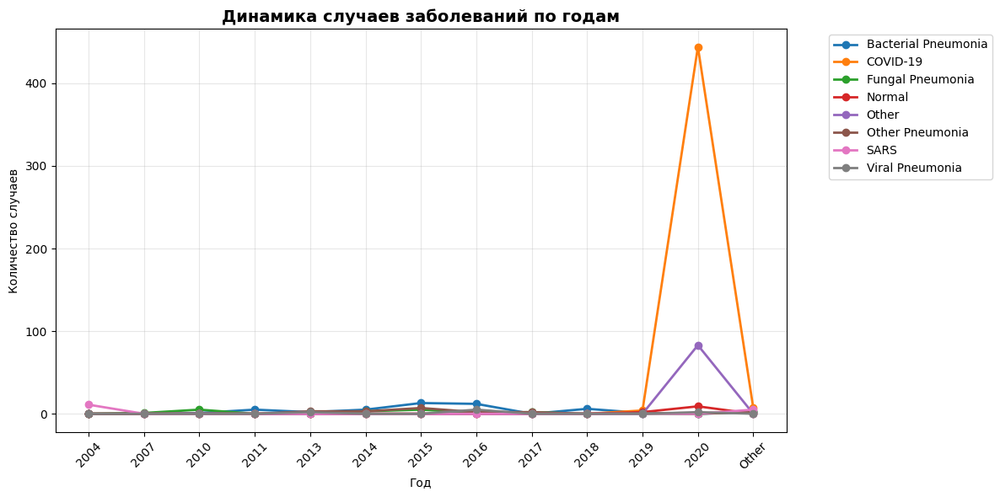 Динамика случаев заболеваний по годам
Количество случаев
400
300
200
100
0
2004
2007
2010
2011
2013
2014
2015
2016
2017
2018
2019
2020
Other
Год
Bacterial Pneumonia
COVID-19
Fungal Pneumonia
Normal
Other
Other Pneumonia
SARS
Viral Pneumonia